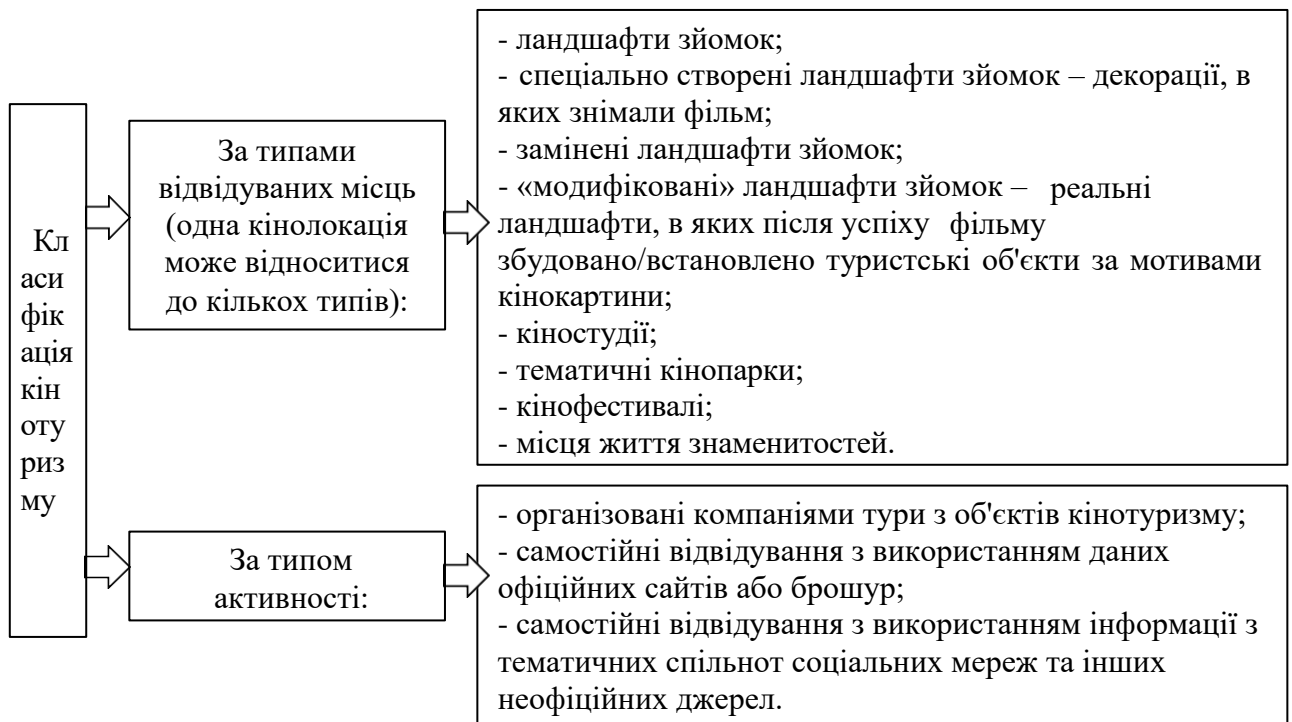 Кл
аси
фік
ація
кін
оту
риз
му
За типами
відвідуваних місць
(одна кінолокація
може відноситися
до кількох типів):
- ландшафти зйомок;
- спеціально створені ландшафти зйомок – декорації, в
яких знімали фільм;
- замінені ландшафти зйомок;
- «модифіковані» ландшафти зйомок – реальні
ландшафти, в яких після успіху фільму
збудовано/встановлено туристські об'єкти за мотивами
кінокартини;
- кіностудії;
- тематичні кінопарки;
- кінофестивалі;
- місця життя знаменитостей.
За типом
активності:
- організовані компаніями тури з об'єктів кінотуризму;
- самостійні відвідування з використанням даних
офіційних сайтів або брошур;
- самостійні відвідування з використанням інформації з
тематичних спільнот соціальних мереж та інших
неофіційних джерел.